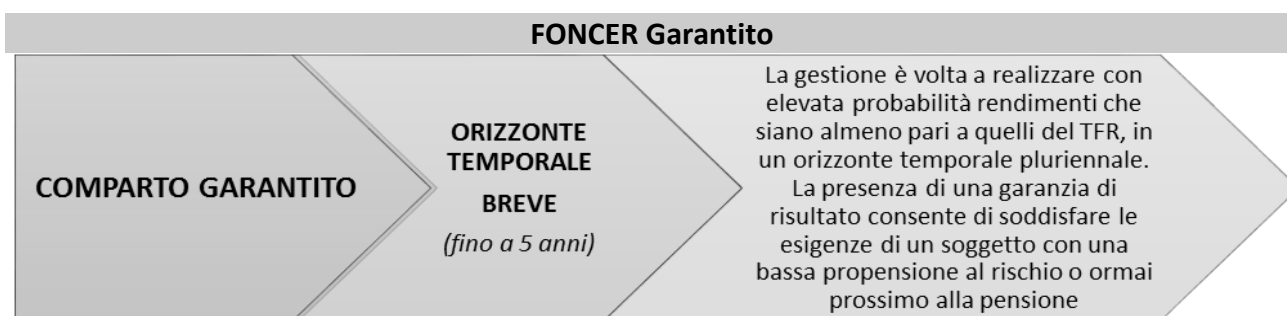 FONCER Garantito
COMPARTO GARANTITO
ORIZZONTE
TEMPORALE
BREVE
(fino a 5 anni)
La gestione è volta a realizzare con
elevata probabilità rendimenti che
siano almeno pari a quelli del TFR, in
un orizzonte temporale pluriennale.
La presenza di una garanzia di
risultato consente di soddisfare le
esigenze di un soggetto con una
bassa propensione al rischio o ormai
prossimo alla pensione